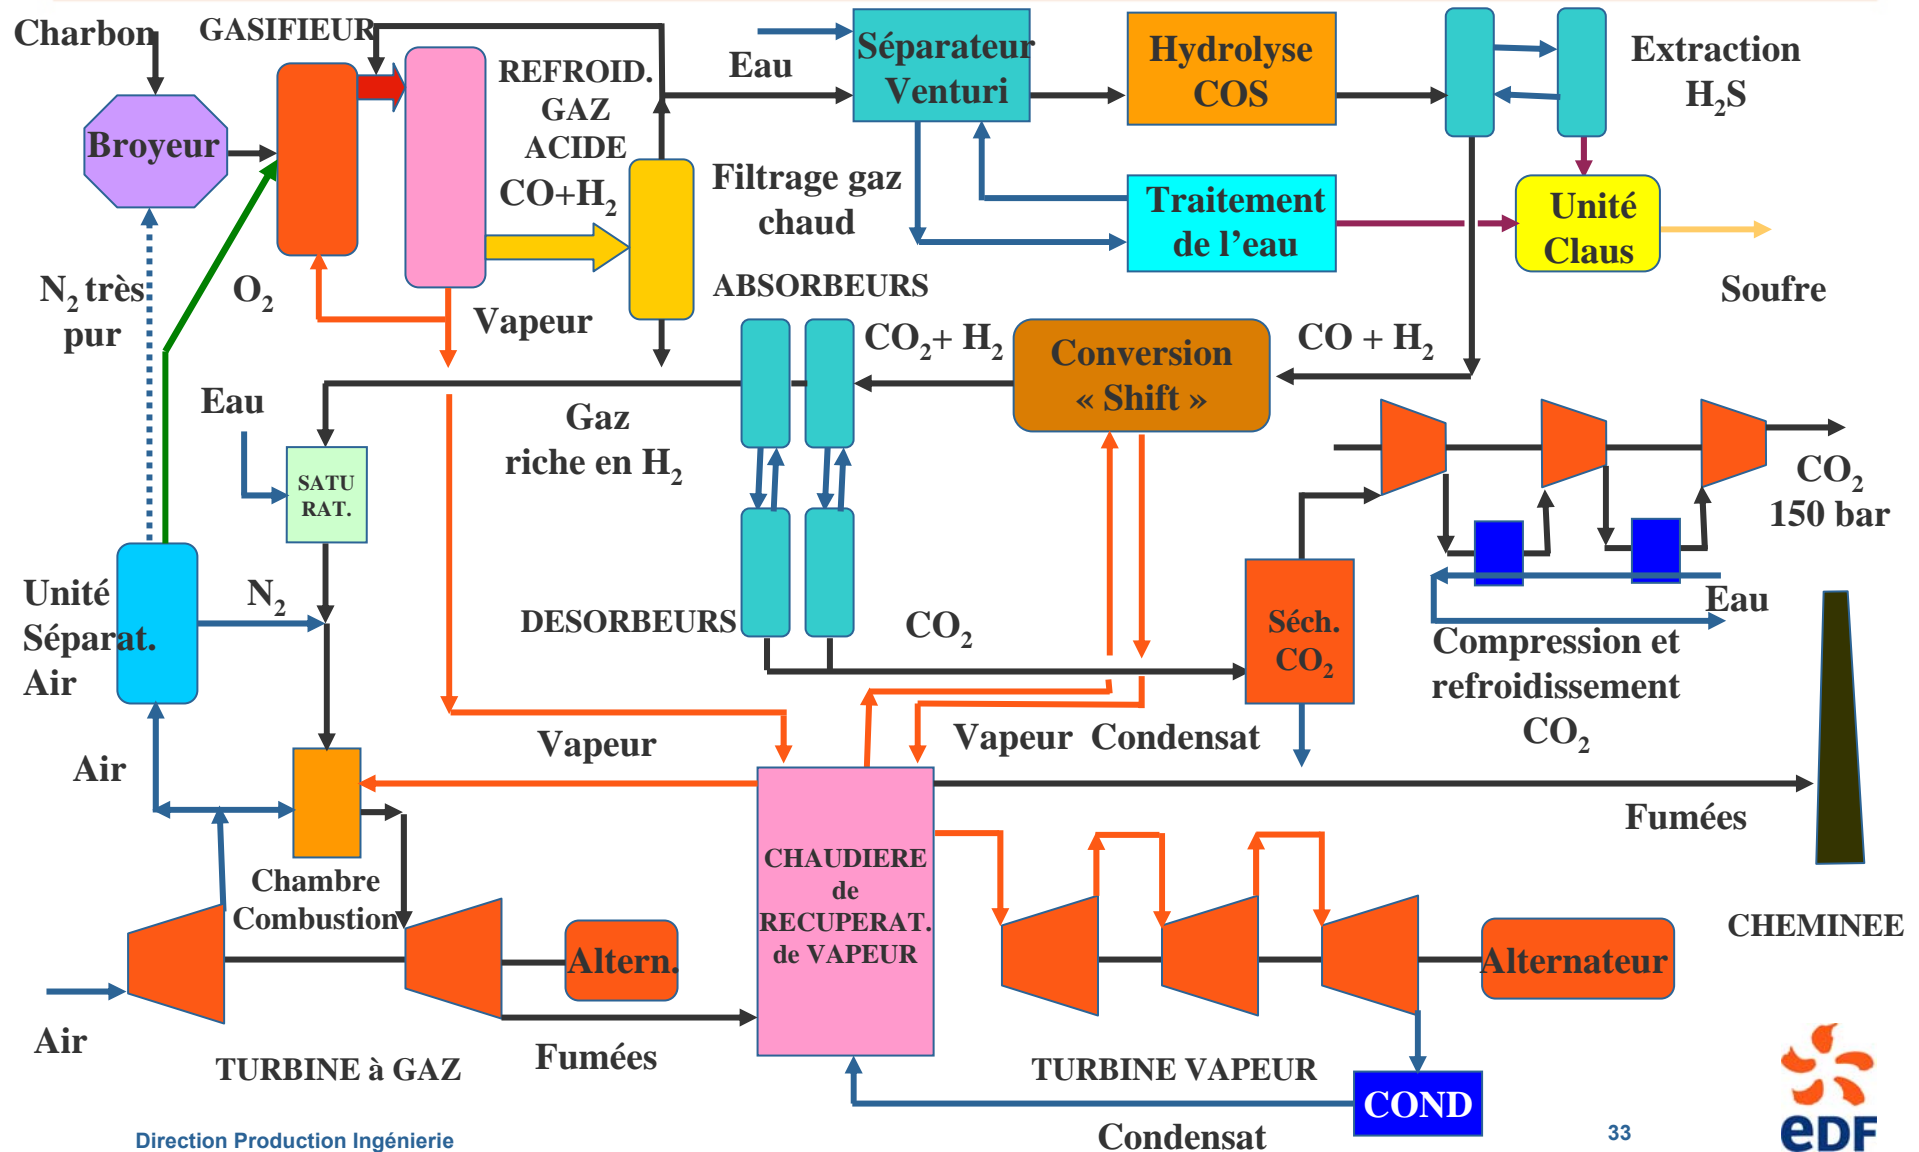 Charbon
GASIFIEUR
Broyeur
REFROID.
GAZ
ACIDE
CO+H₂
Eau
Séparateur
Venturi
Hydrolyse
COS
Extraction
H₂S
Filtrage gaz
chaud
Traitement
de l’eau
Unité
Claus
Soufre
N₂ très
pur
O₂
Vapeur
ABSORBEURS
CO₂+ H₂
Conversion
« Shift »
CO + H₂
Eau
Gaz
riche en H₂
SATU
RAT.
CO₂
150 bar
Unité
Séparat.
Air
N₂
DESORBEURS
CO₂
Séch.
CO₂
Eau
Compression et
refroidissement
CO₂
Air
Vapeur
Vapeur
Condensat
Fumées
Chambre
Combustion
CHAUDIERE
de
RECUPERAT.
de VAPEUR
CHEMINEE
Altern.
Alternateur
Air
TURBINE à GAZ
Fumées
TURBINE VAPEUR
COND
Condensat
Direction Production Ingénierie
33
eDF